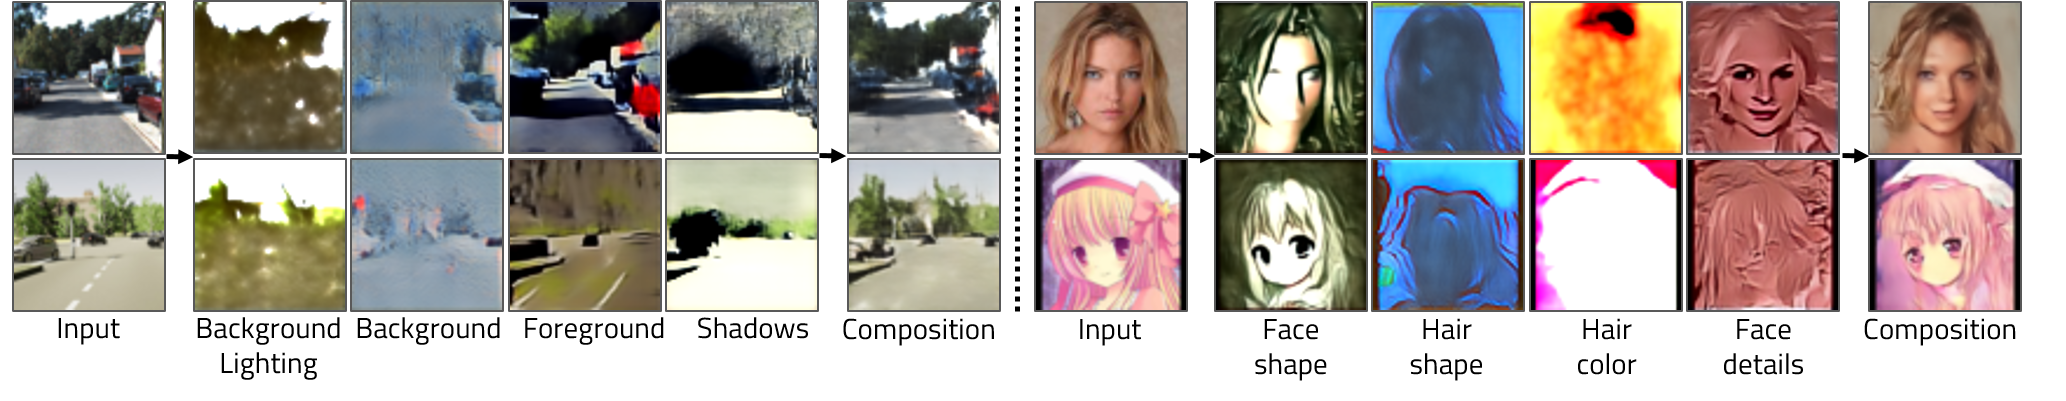 Input
Background
Lighting
Background
Foreground
Shadows
Composition
Input
Face
shape
Hair
shape
Hair
color
Face
details
Composition